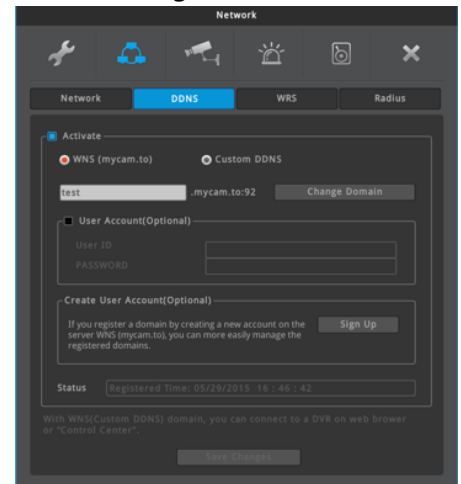 Network
Network DDNS WRS Radius
Activate
WNS (mycam.to) Custom DDNS
test .mycam.to:92 Change Domain
User Account(Optional)
User ID
PASSWORD
Create User Account(Optional)
If you register a domain by creating a new account on the
server WNS (mycam.to), you can more easily manage the
registered domains.
Sign Up
Status Registered Time: 05/29/2015 16 : 46 : 42
With WNS(Custom DDNS) domain, you can connect to a DVR on web brower
or "Control Center".
Save Changes